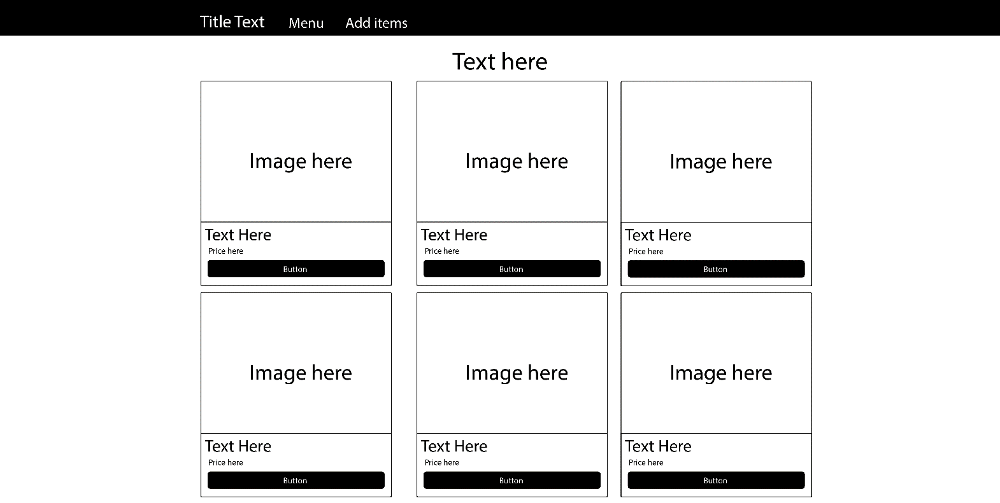 Title Text Menu Add items
Text here
Image here Image here Image here
Text Here Text Here Text Here
Price here Price here Price here
Button Button Button
Image here Image here Image here
Text Here Text Here Text Here
Price here Price here Price here
Button Button Button